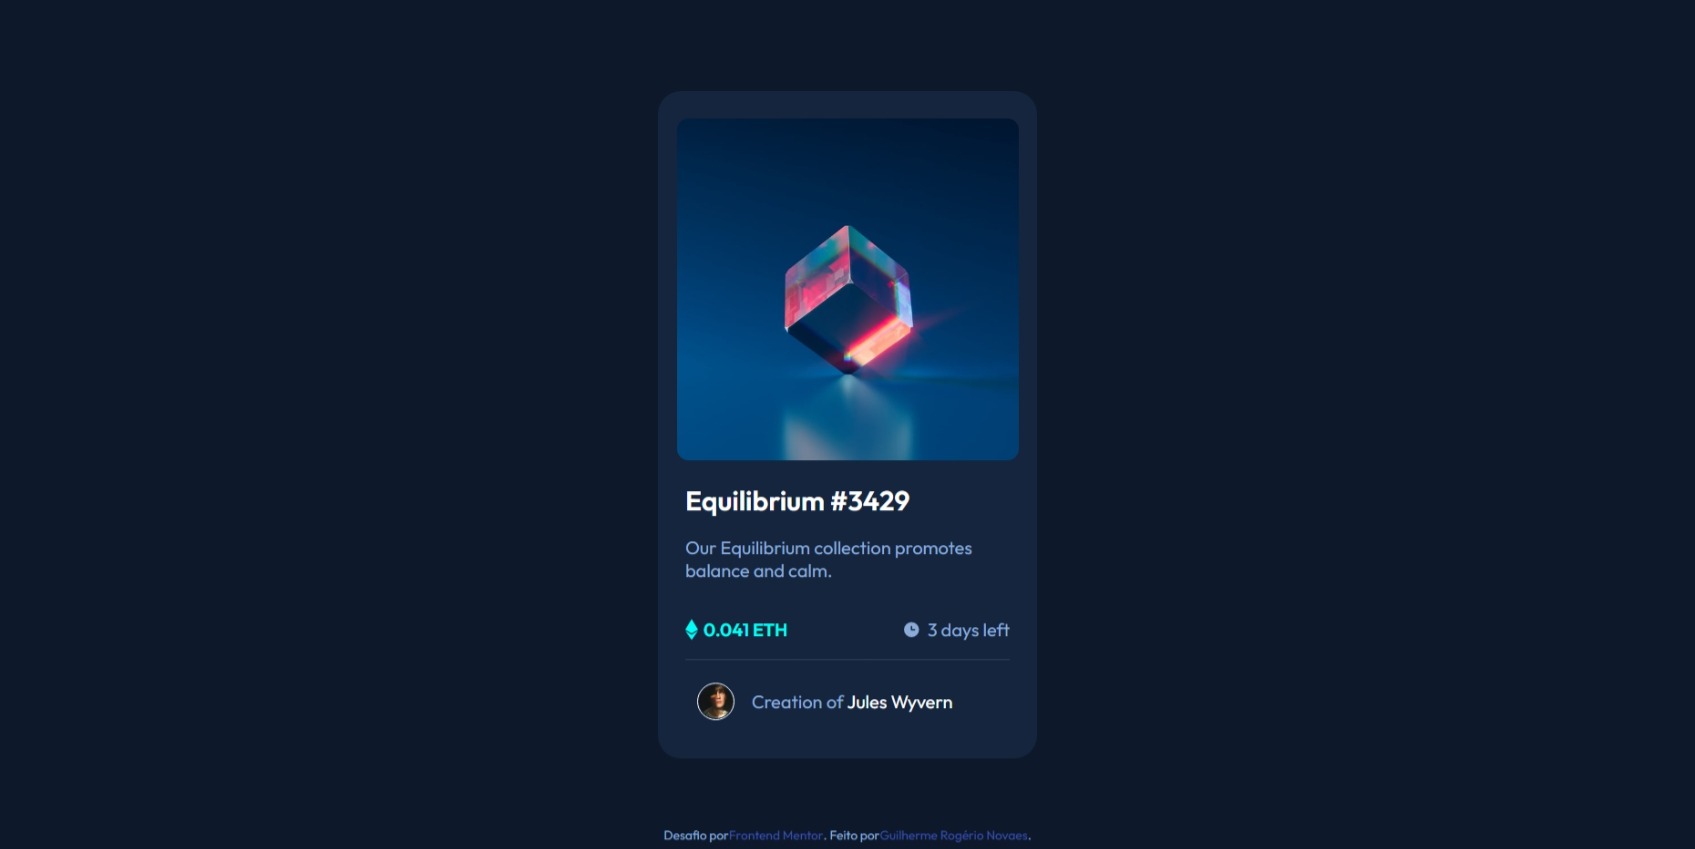 Equilibrium #3429
Our Equilibrium collection promotes
balance and calm.
0.041 ETH
3 days left
Creation of Jules Wyvern
Desafio porFrontend Mentor. Feito porGuilherme Rogério Novaes.